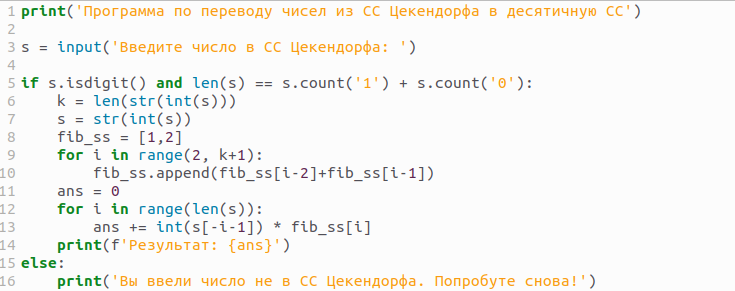 1 print('Программа по переводу чисел из СС Цекендорфа в десятичную СС')
2
3 s = input('Введите число в СС Цекендорфа: ')
4
5 if s.isdigit() and len(s) == s.count('1') + s.count('0'):
6     k = len(str(int(s)))
7     s = str(int(s))
8     fib_ss = [1,2]
9     for i in range(2, k+1):
10         fib_ss.append(fib_ss[i-2]+fib_ss[i-1])
11     ans = 0
12     for i in range(len(s)):
13         ans += int(s[-i-1]) * fib_ss[i]
14     print(f'Результат: {ans}')
15 else:
16     print('Вы ввели число не в СС Цекендорфа. Попробуте снова!')